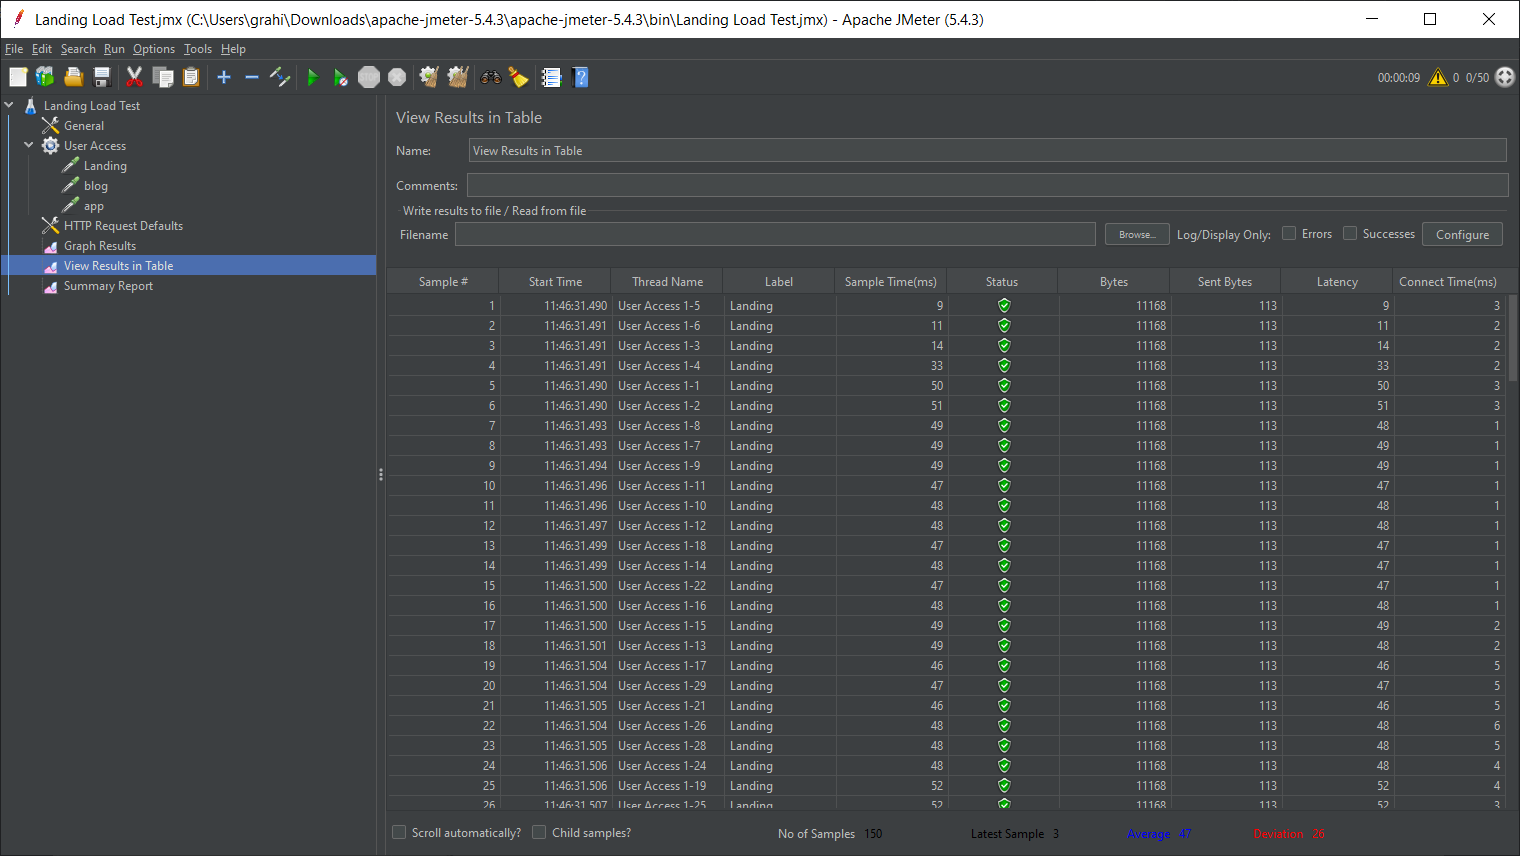 Landing Load Test.jmx (C:\Users\grahi\Downloads\apache-jmeter-5.4.3\apache-jmeter-5.4.3\bin\Landing Load Test.jmx) - Apache JMeter (5.4.3)
File Edit Search Run Options Tools Help
STOP ? 00:00:09 0 0/50
Landing Load Test
General
User Access
Landing
blog
app
HTTP Request Defaults
Graph Results
View Results in Table
Summary Report
View Results in Table
Name: View Results in Table
Comments:
Write results to file / Read from file
Filename Browse... Log/Display Only: Errors Successes Configure
Sample # Start Time Thread Name Label Sample Time(ms) Status Bytes Sent Bytes Latency Connect Time(ms)
1 11:46:31.490 User Access 1-5 Landing 9 11168 113 9 3
2 11:46:31.491 User Access 1-6 Landing 11 11168 113 11 2
3 11:46:31.491 User Access 1-3 Landing 14 11168 113 14 2
4 11:46:31.491 User Access 1-4 Landing 33 11168 113 33 2
5 11:46:31.490 User Access 1-1 Landing 50 11168 113 50 3
6 11:46:31.490 User Access 1-2 Landing 51 11168 113 51 3
7 11:46:31.493 User Access 1-8 Landing 49 11168 113 48 1
8 11:46:31.493 User Access 1-7 Landing 49 11168 113 49 1
9 11:46:31.494 User Access 1-9 Landing 49 11168 113 49 1
10 11:46:31.496 User Access 1-11 Landing 47 11168 113 47 1
11 11:46:31.496 User Access 1-10 Landing 48 11168 113 48 1
12 11:46:31.497 User Access 1-12 Landing 48 11168 113 48 1
13 11:46:31.499 User Access 1-18 Landing 47 11168 113 47 1
14 11:46:31.499 User Access 1-14 Landing 48 11168 113 47 1
15 11:46:31.500 User Access 1-22 Landing 47 11168 113 47 1
16 11:46:31.500 User Access 1-16 Landing 48 11168 113 48 1
17 11:46:31.500 User Access 1-15 Landing 49 11168 113 49 2
18 11:46:31.501 User Access 1-13 Landing 49 11168 113 48 2
19 11:46:31.504 User Access 1-17 Landing 46 11168 113 46 5
20 11:46:31.504 User Access 1-29 Landing 47 11168 113 47 5
21 11:46:31.505 User Access 1-21 Landing 46 11168 113 46 5
22 11:46:31.504 User Access 1-26 Landing 48 11168 113 48 6
23 11:46:31.505 User Access 1-28 Landing 48 11168 113 48 5
24 11:46:31.506 User Access 1-24 Landing 48 11168 113 48 4
25 11:46:31.506 User Access 1-19 Landing 52 11168 113 52 4
26 11:46:31.507 User Access 1-25 Landing 52 11168 113 52 3
Scroll automatically? Child samples? No of Samples 150 Latest Sample 3 Average 47 Deviation 26